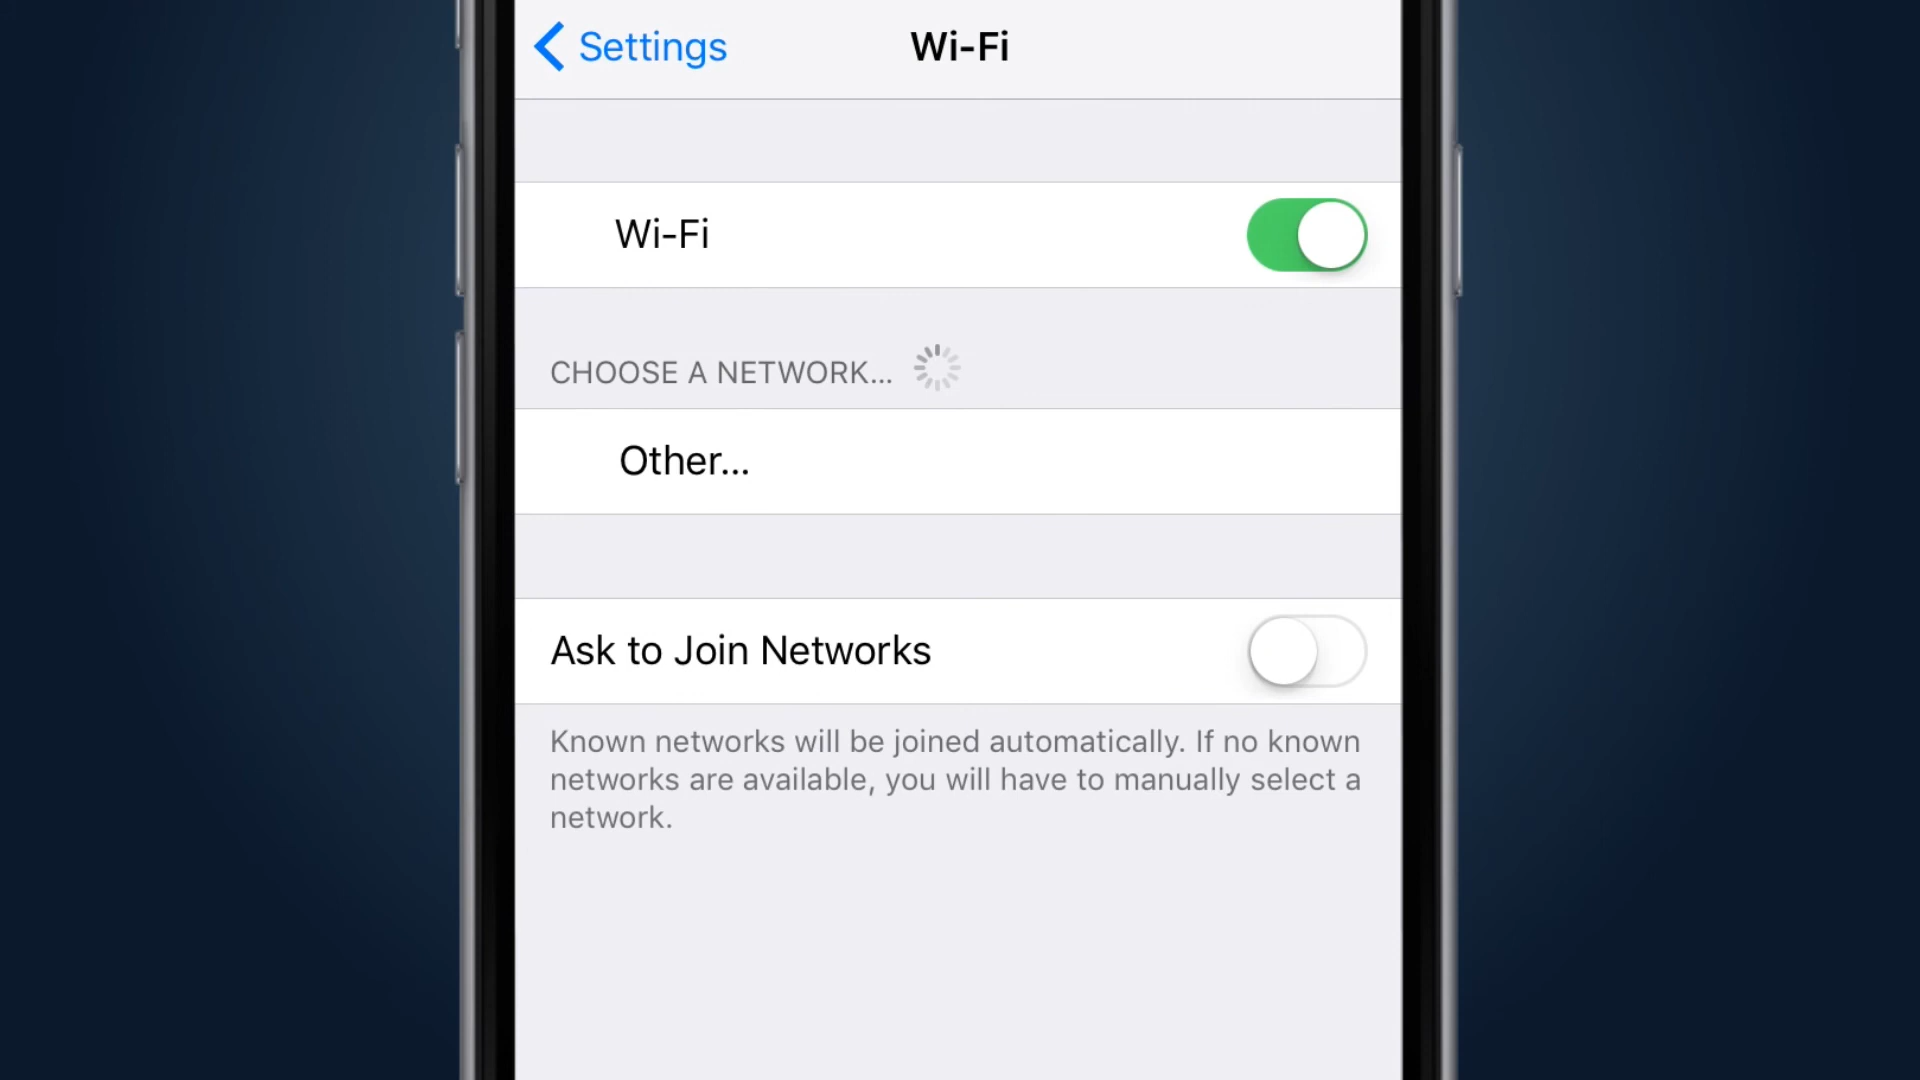 Settings
Wi-Fi
Wi-Fi
CHOOSE A NETWORK...
Other...
Ask to Join Networks
Known networks will be joined automatically. If no known
networks are available, you will have to manually select a
network.